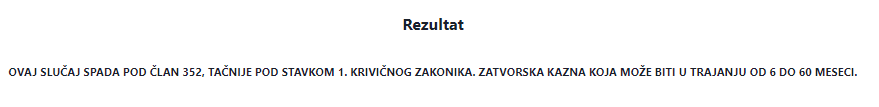 Rezultat
OVAJ SLUČAJ SPADA POD ČLAN 352, TAČNIJE POD STAVKOM 1. KRIVIČNOG ZAKONIKA. ZATVORSKA KAZNA KOJA MOŽE BITI U TRAJANJU OD 6 DO 60 MESECI.